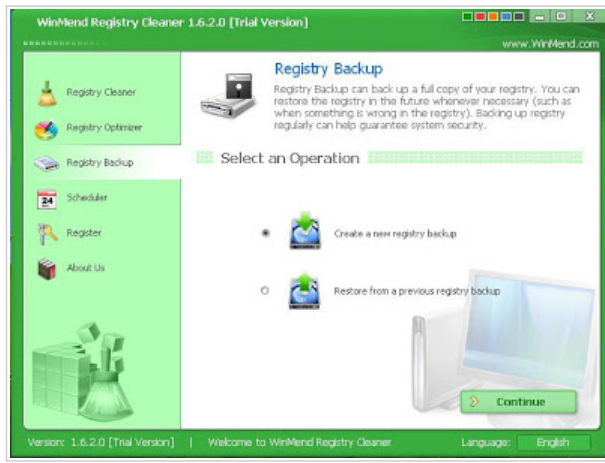 WinMend Registry Cleaner 1.6.2.0 [Trial Version]
www.WinMend.com
Registry Cleaner
Registry Optimizer
Registry Backup
24
Scheduler
Register
About Us
Registry Backup
Registry Backup can back up a full copy of your registry. You can
restore the registry in the future whenever necessary (such as
when something is wrong in the registry). Backing up registry
regularly can help guarantee system security.
Select an Operation
Create a new registry backup
Restore from a previous registry backup
Continue
Version: 1.6.2.0 [Trial Version] | Welcome to WinMend Registry Cleaner
Language: English